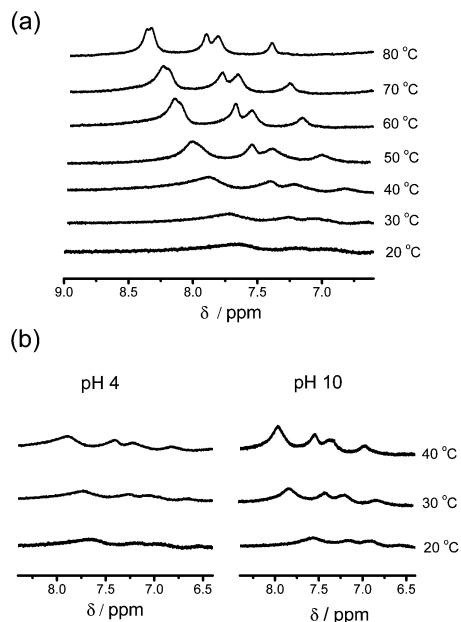 (a)
80 °C
70 °C
60 °C
50 °C
40 °C
30 °C
20 °C
9.0 8.5 8.0 7.5 7.0
δ / ppm
(b)
pH 4 pH 10
40 °C
30 °C
20 °C
8.0 7.5 7.0 6.5 8.0 7.5 7.0 6.5
δ / ppm δ / ppm